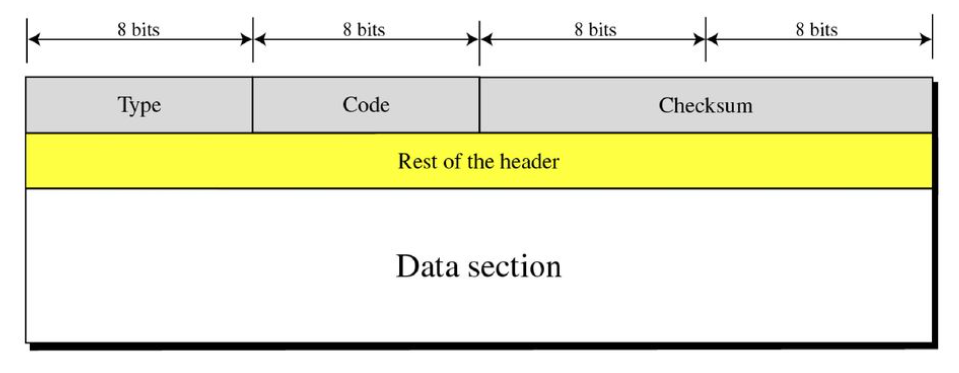 8 bits 8 bits 8 bits 8 bits
Type Code Checksum
Rest of the header
Data section